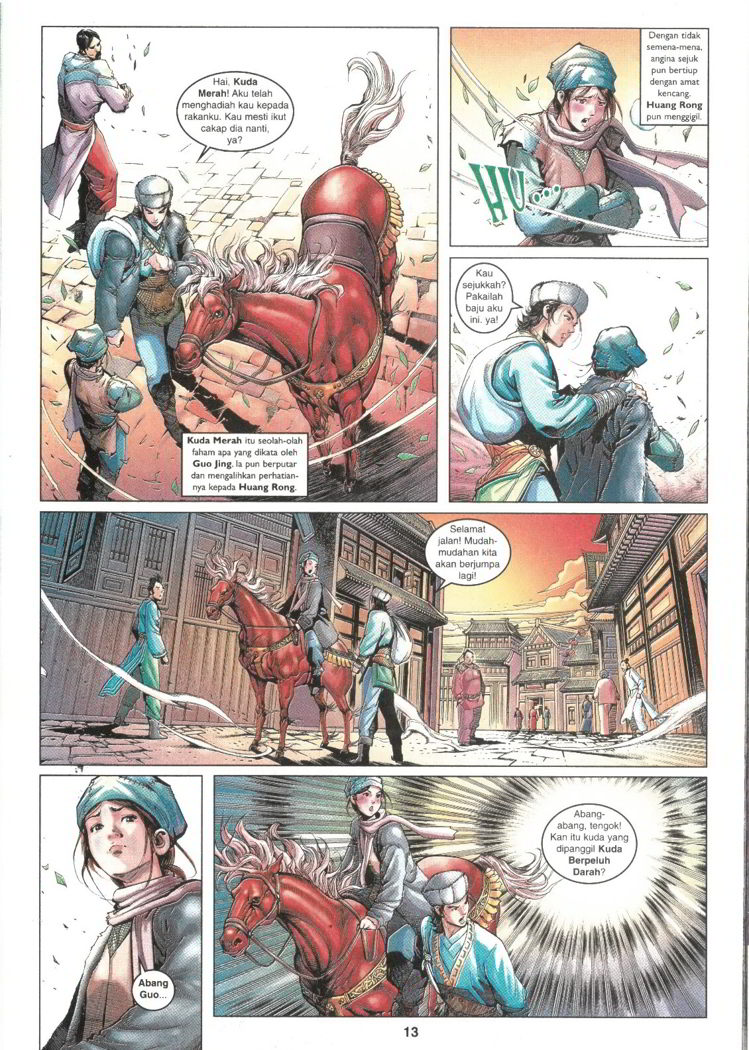 Hai, Kuda
Merah! Aku telah
menghadiah kau kepada
rakanku. Kau mesti ikut
cakap dia nanti,
ya?
Kuda Merah itu seolah-olah
faham apa yang dikata oleh
Guo Jing. Ia pun berputar
dan mengalihkan perhatian-
nya kepada Huang Rong.
Dengan tidak
semena-mena,
angina sejuk
pun bertiup
dengan amat
kencang.
Huang Rong
pun menggigil.
HU...
Kau
sejukkah?
Pakailah
baju aku
ini. ya!
Selamat
jalan! Mudah-
mudahan kita
akan berjumpa
lagi!
Abang
Guo...
Abang-
abang, tengok!
Kan itu kuda yang
dipanggil Kuda
Berpeluh
Darah?
13